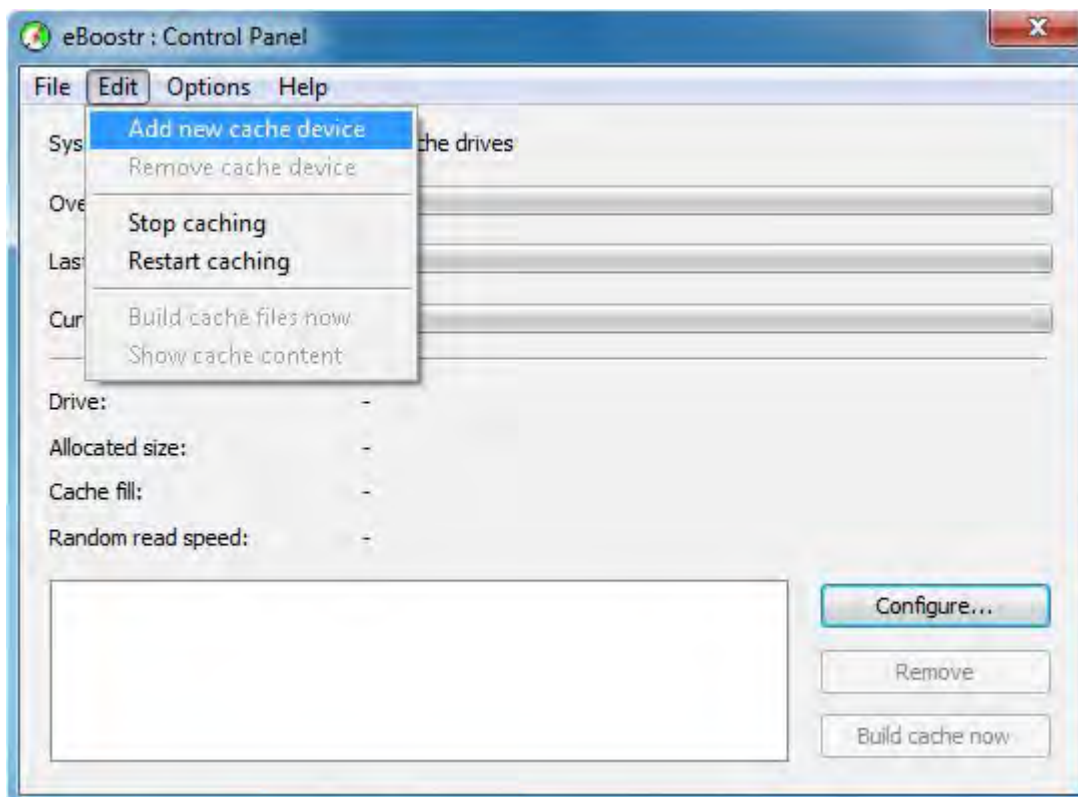 eBoostr : Control Panel
File Edit Options Help
Add new cache device
Remove cache device
Stop caching
Restart caching
Build cache files now
Show cache content
drives
Drive: -
Allocated size: -
Cache fill: -
Random read speed: -
Configure...
Remove
Build cache now